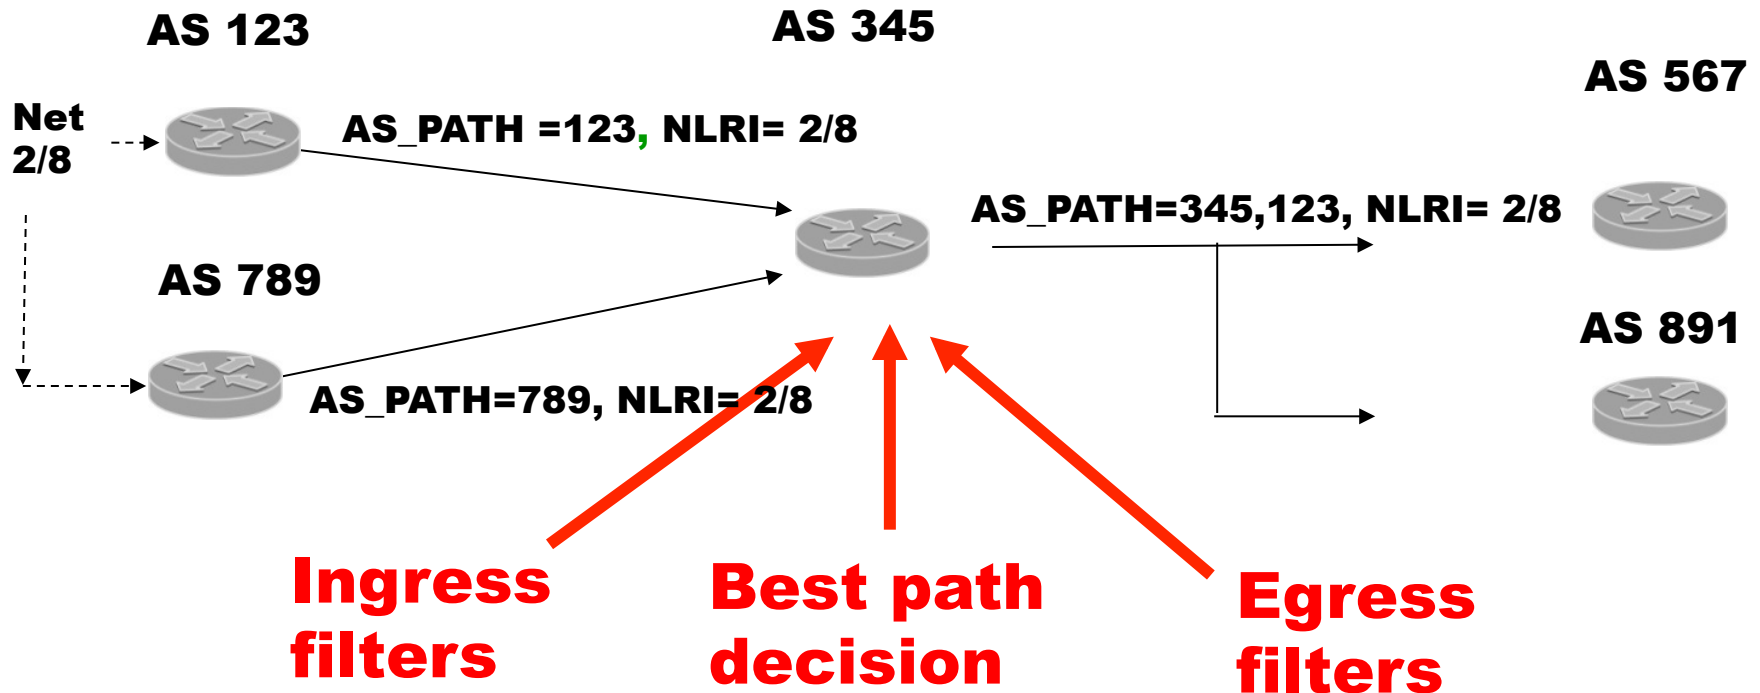 AS 123
AS 345
AS 567
Net
2/8
AS_PATH =123, NLRI= 2/8
AS_PATH=345,123, NLRI= 2/8
AS 789
AS 891
AS_PATH=789, NLRI= 2/8
Ingress
filters
Best path
decision
Egress
filters